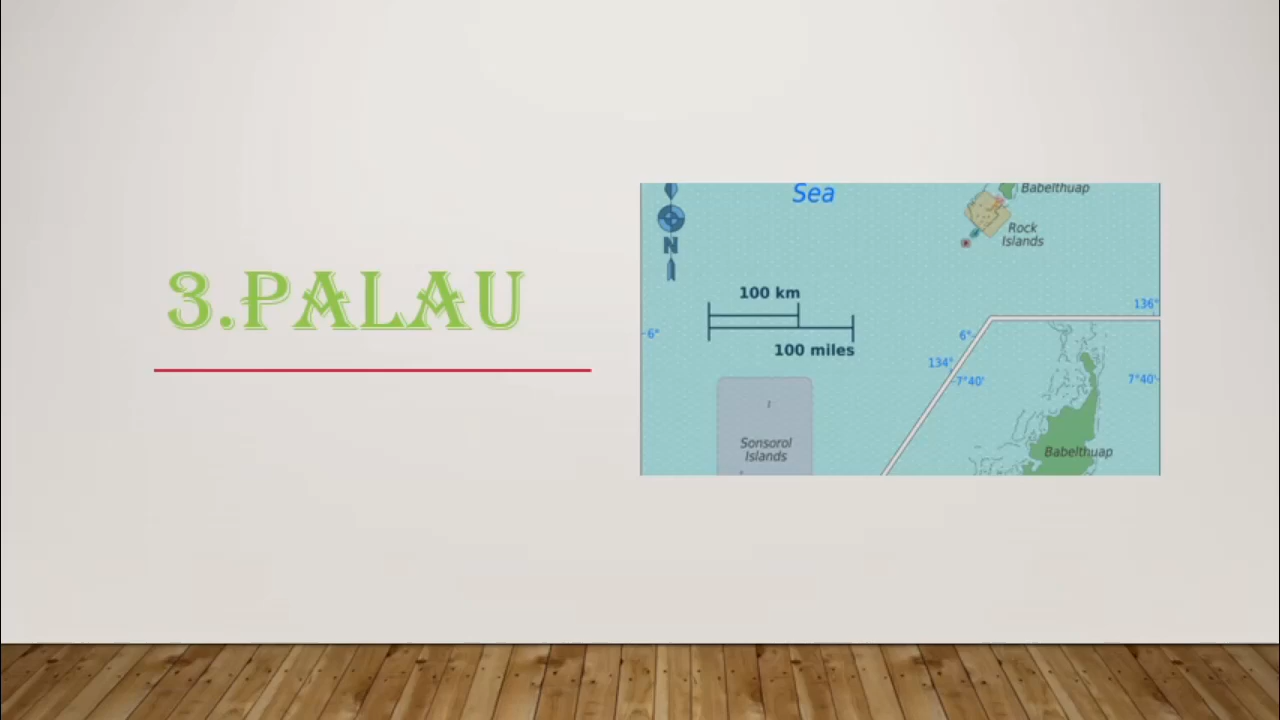 3.PALAU
Sea
Babelthuap
Rock
Islands
N
100 km
100 miles
6°
136°
6°
134°
7°40'
7°40'
Sonsorol
Islands
Babelthuap